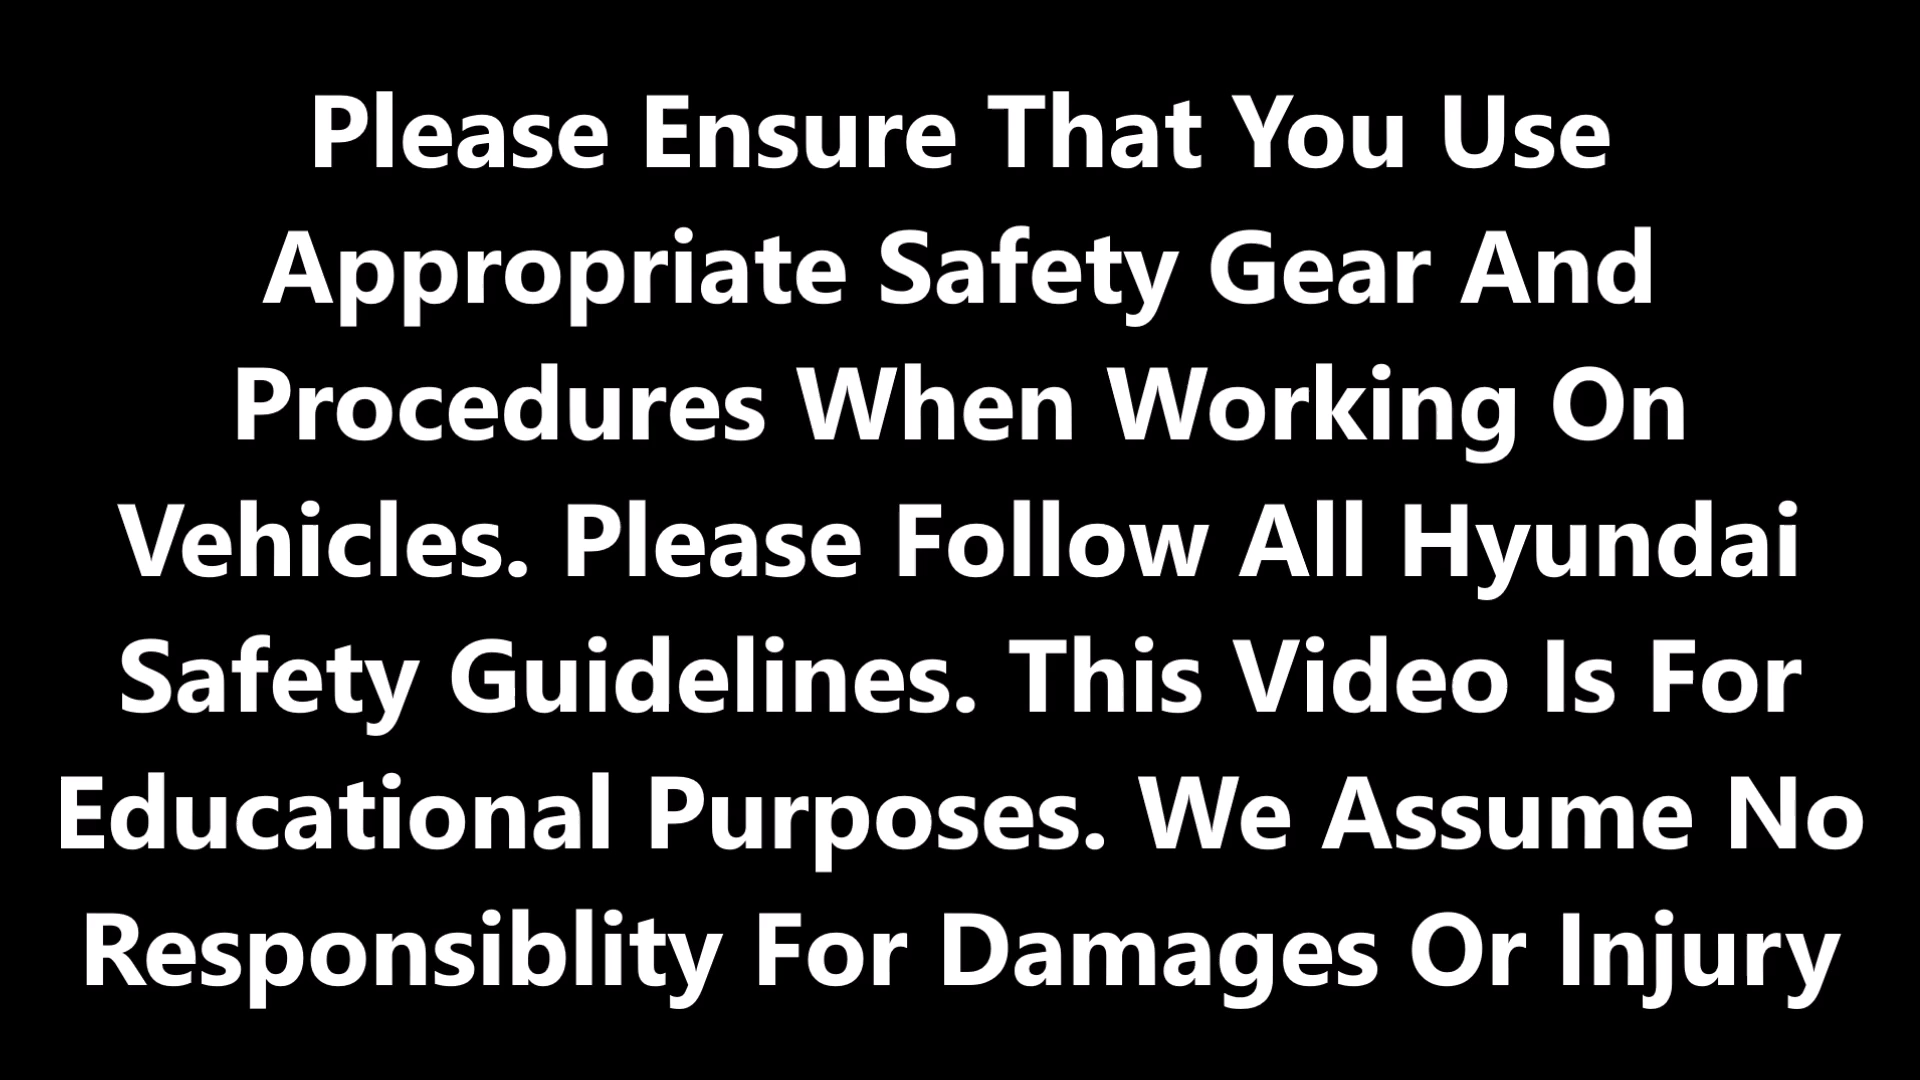 Please Ensure That You Use
Appropriate Safety Gear And
Procedures When Working On
Vehicles. Please Follow All Hyundai
Safety Guidelines. This Video Is For
Educational Purposes. We Assume No
Responsiblity For Damages Or Injury